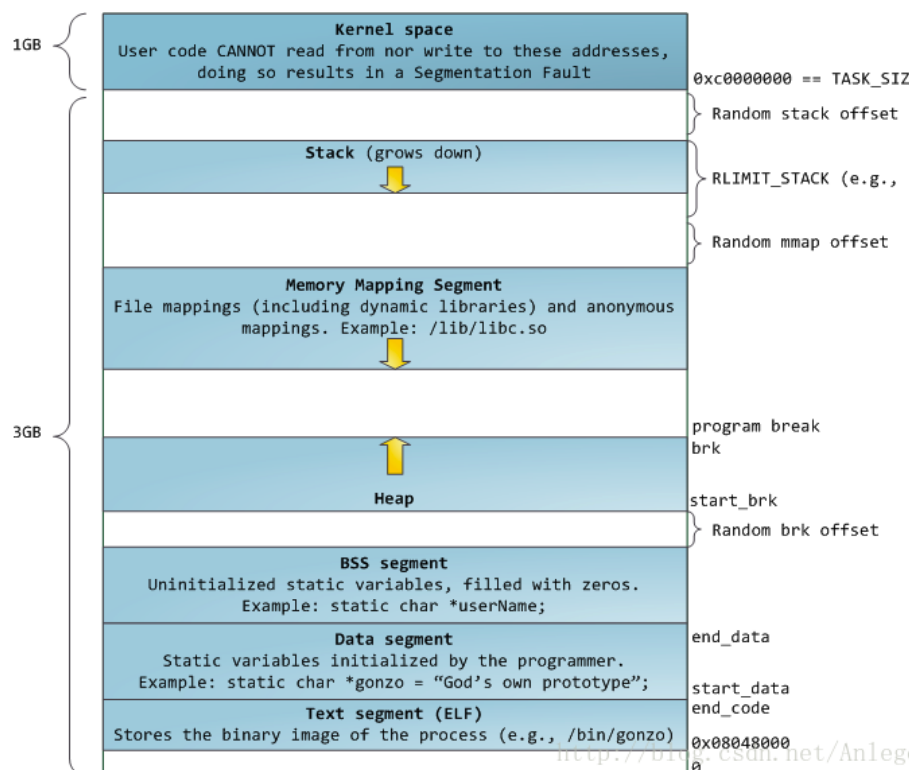 Kernel space
1GB
User code CANNOT read from nor write to these addresses,
doing so results in a Segmentation Fault
0xc0000000 == TASK_SIZ
Random stack offset
Stack (grows down)
RLIMIT_STACK (e.g.,
Random mmap offset
Memory Mapping Segment
File mappings (including dynamic libraries) and anonymous
mappings. Example: /lib/libc.so
3GB
program break
brk
Heap
start_brk
Random brk offset
BSS segment
Uninitialized static variables, filled with zeros.
Example: static char *userName;
Data segment
end_data
Static variables initialized by the programmer.
Example: static char *gonzo = “God’s own prototype”;
start_data
end_code
Text segment (ELF)
Stores the binary image of the process (e.g., /bin/gonzo)
0x08048000
http://blog.csdn.net/Anleg
0